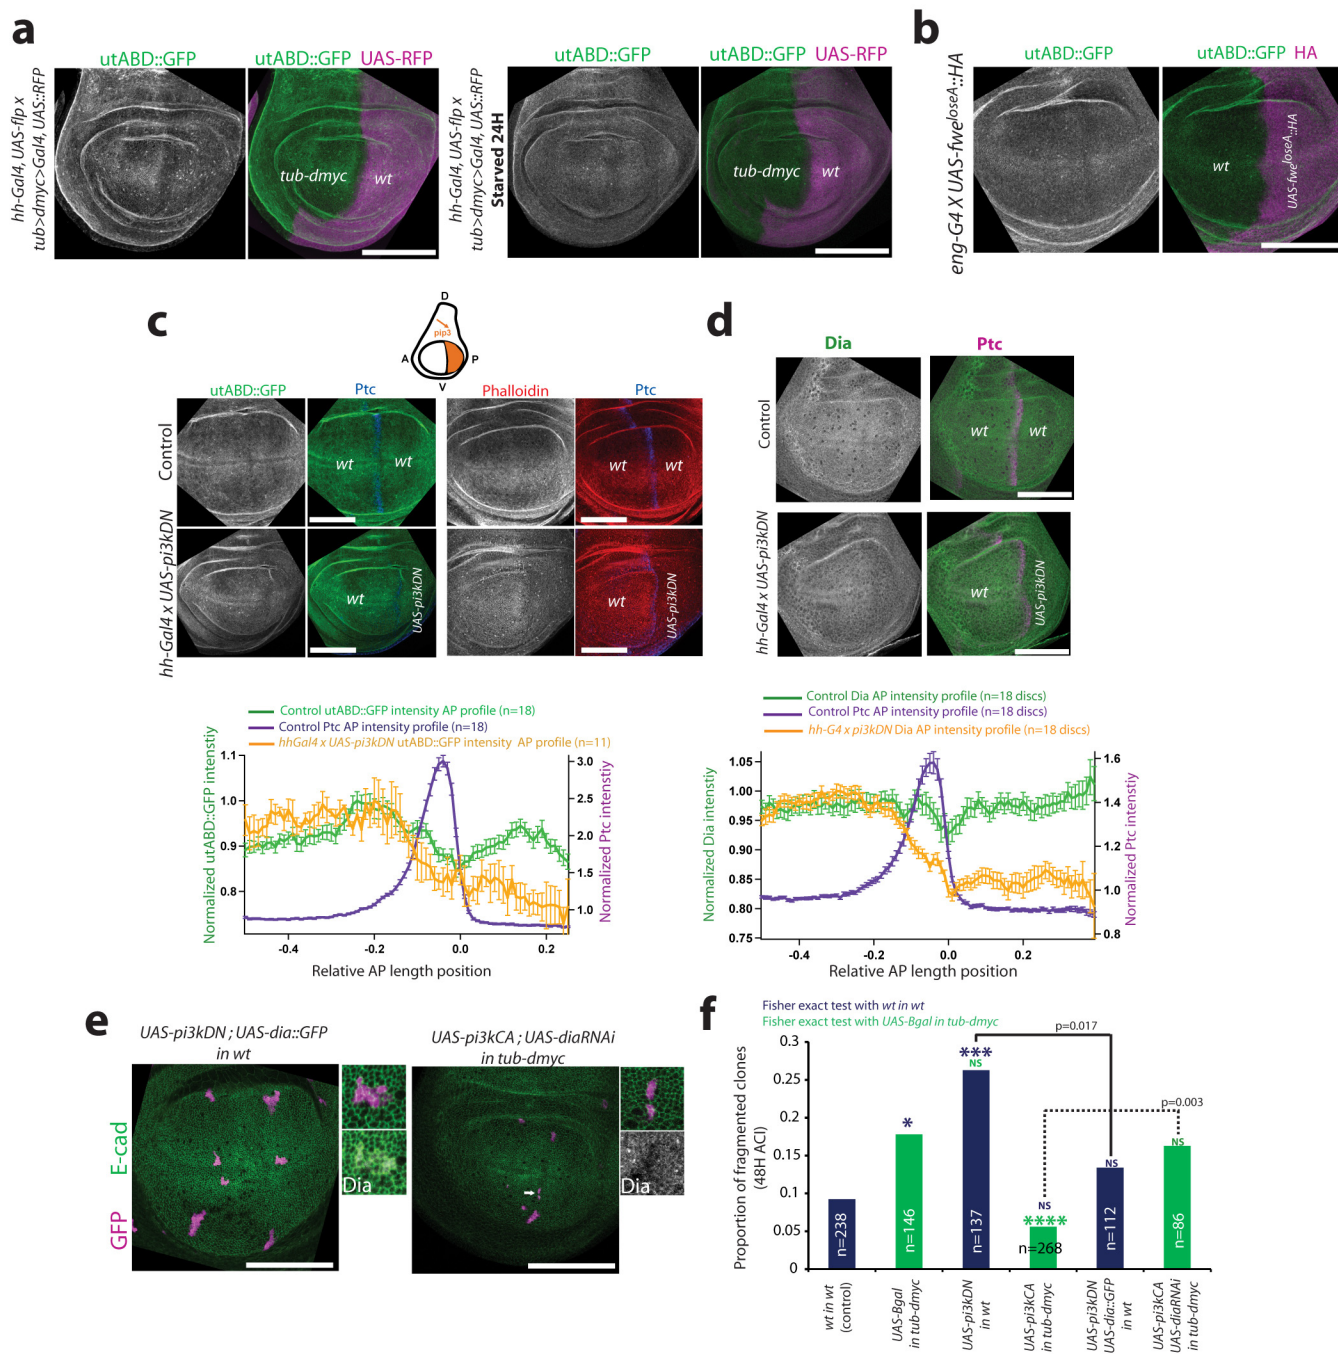 a
utABD::GFP
utABD::GFP UAS-RFP
hh-Gal4, UAS-flp x
tub>dmyc>Gal4, UAS::RFP
tub-dmyc
wt
utABD::GFP
utABD::GFP UAS-RFP
hh-Gal4, UAS-flp x
tub>dmyc>Gal4, UAS::RFP
Starved 24H
tub-dmyc
wt
b
utABD::GFP
utABD::GFP HA
eng-G4 X UAS-fweloseA::HA
wt
UAS-fweloseA::HA
c
D
pip3
A
P
V
utABD::GFP
Ptc
Phalloidin
Ptc
Control
wt
wt
wt
wt
hh-Gal4 x UAS-pi3kDN
wt
UAS-pi3kDN
wt
UAS-pi3kDN
d
Dia
Ptc
Control
wt
wt
hh-Gal4 x UAS-pi3kDN
wt
UAS-pi3kDN
Control utABD::GFP intensity AP profile (n=18)
Control Ptc AP intensity profile (n=18)
hhGal4 x UAS-pi3kDN utABD::GFP intensity AP profile (n=11)
Normalized utABD::GFP intenstiy
1.1
1.0
0.9
0.8
3.0
2.5
2.0
1.5
1.0
Normalized Ptc intenstiy
-0.4
-0.2
0.0
0.2
Relative AP length position
Control Dia AP intensity profile (n=18 discs)
Control Ptc AP intensity profile (n=18 discs)
hh-G4 x pi3kDN Dia AP intensity profile (n=18 discs)
Normalized Dia intenstiy
1.05
1.00
0.95
0.90
0.85
0.80
0.75
1.6
1.4
1.2
1.0
0.8
Normalized Ptc intenstiy
-0.4
-0.2
0.0
0.2
Relative AP length position
e
UAS-pi3kDN ; UAS-dia::GFP
in wt
UAS-pi3kCA ; UAS-diaRNAi
in tub-dmyc
GFP
E-cad
Dia
Dia
f
Fisher exact test with wt in wt
Fisher exact test with UAS-Bgal in tub-dmyc
Proportion of fragmented clones
(48H ACI)
0.3
0.25
0.2
0.15
0.1
0.05
0
p=0.017
p=0.003
*
***
NS
NS
****
NS
NS
n=238
n=146
n=137
n=268
n=112
n=86
wt in wt
(control)
UAS-Bgal
in tub-dmyc
UAS-pi3kDN
in wt
UAS-pi3kCA
in tub-dmyc
UAS-pi3kDN
UAS-dia::GFP
in wt
UAS-pi3kCA
UAS-diaRNAi
in tub-dmyc